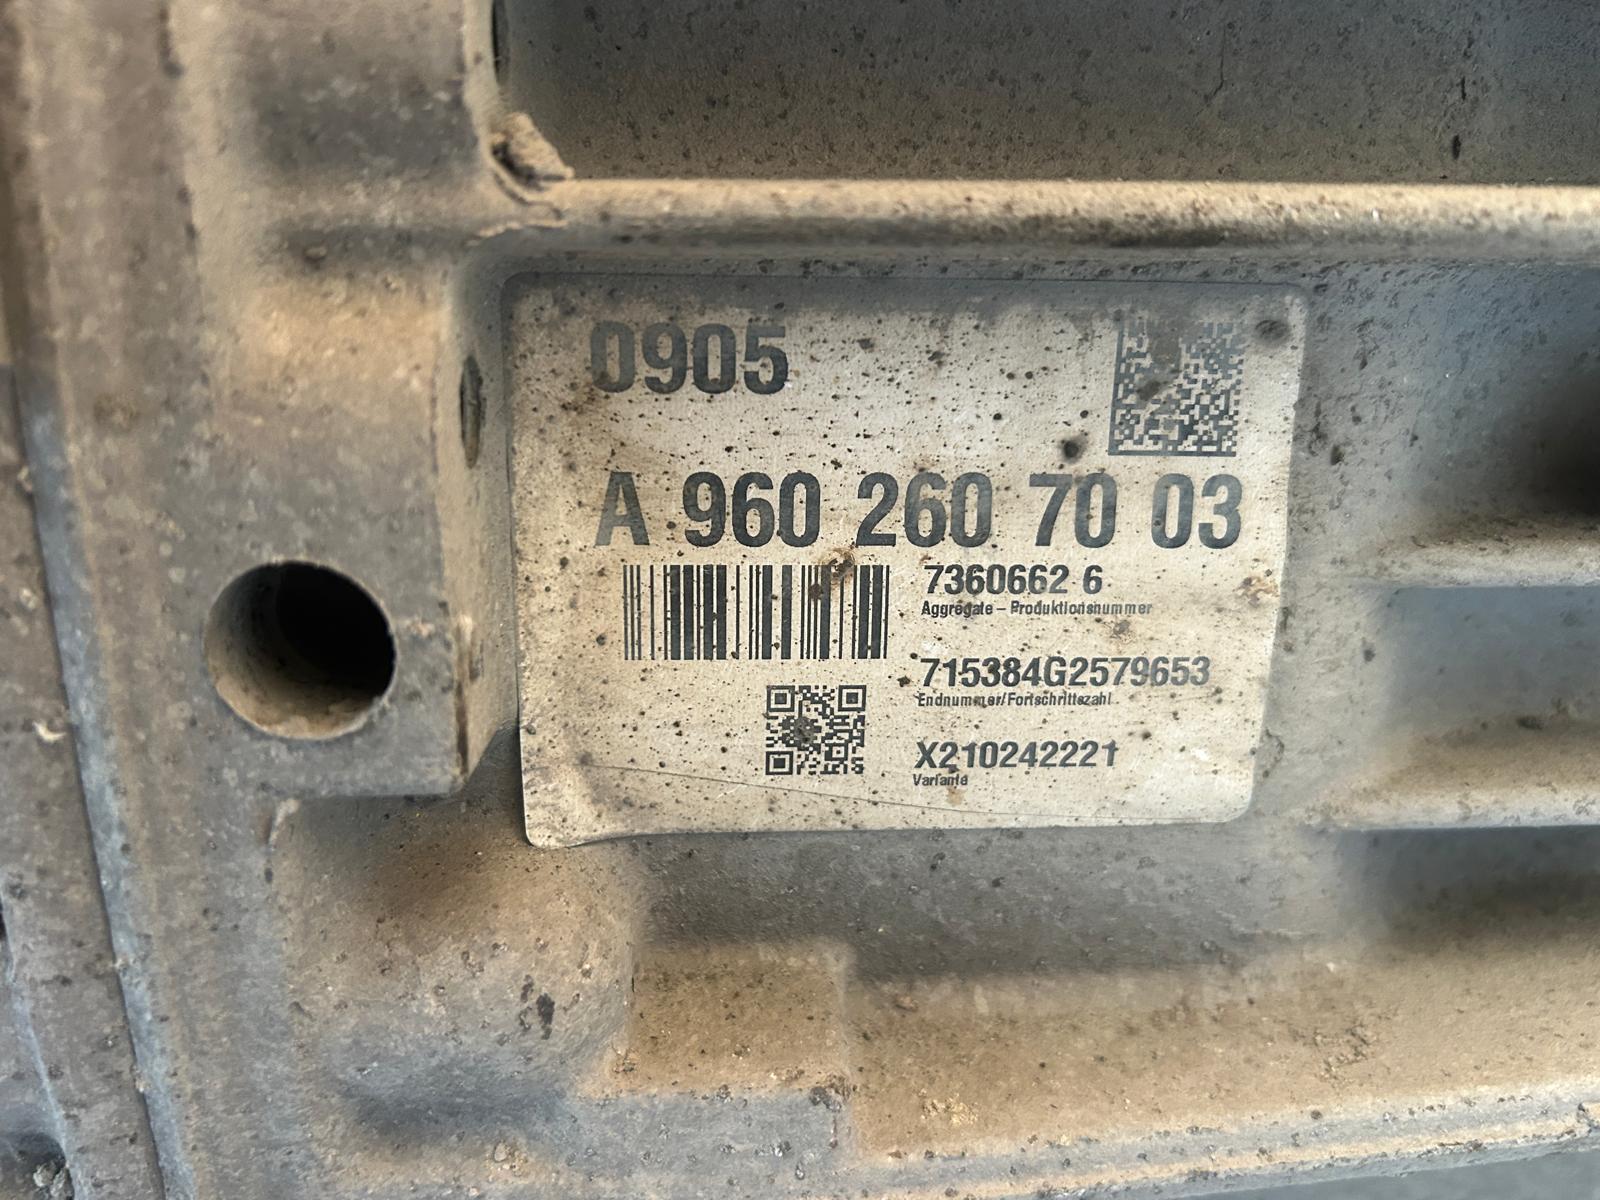 0905
A 960 260 70 03
7360662 6
Aggregate – Produktionsnummer
715384G2579653
Endnummer/Fortschrittszahl
X210242221
Variante